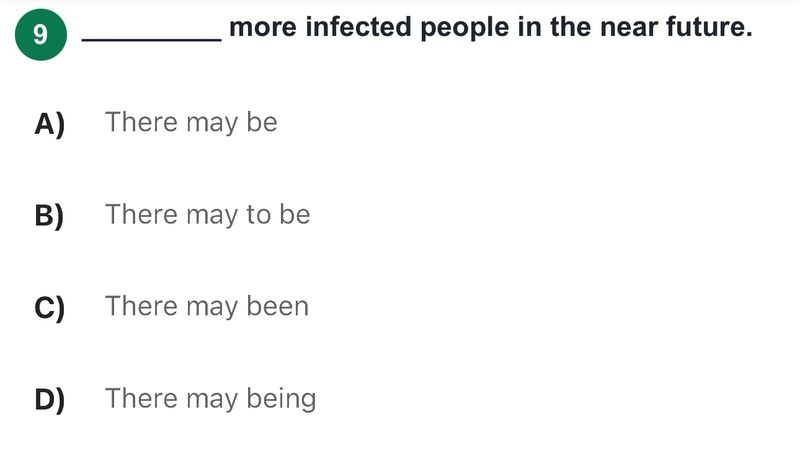 9 __________ more infected people in the near future.
A) There may be
B) There may to be
C) There may been
D) There may being